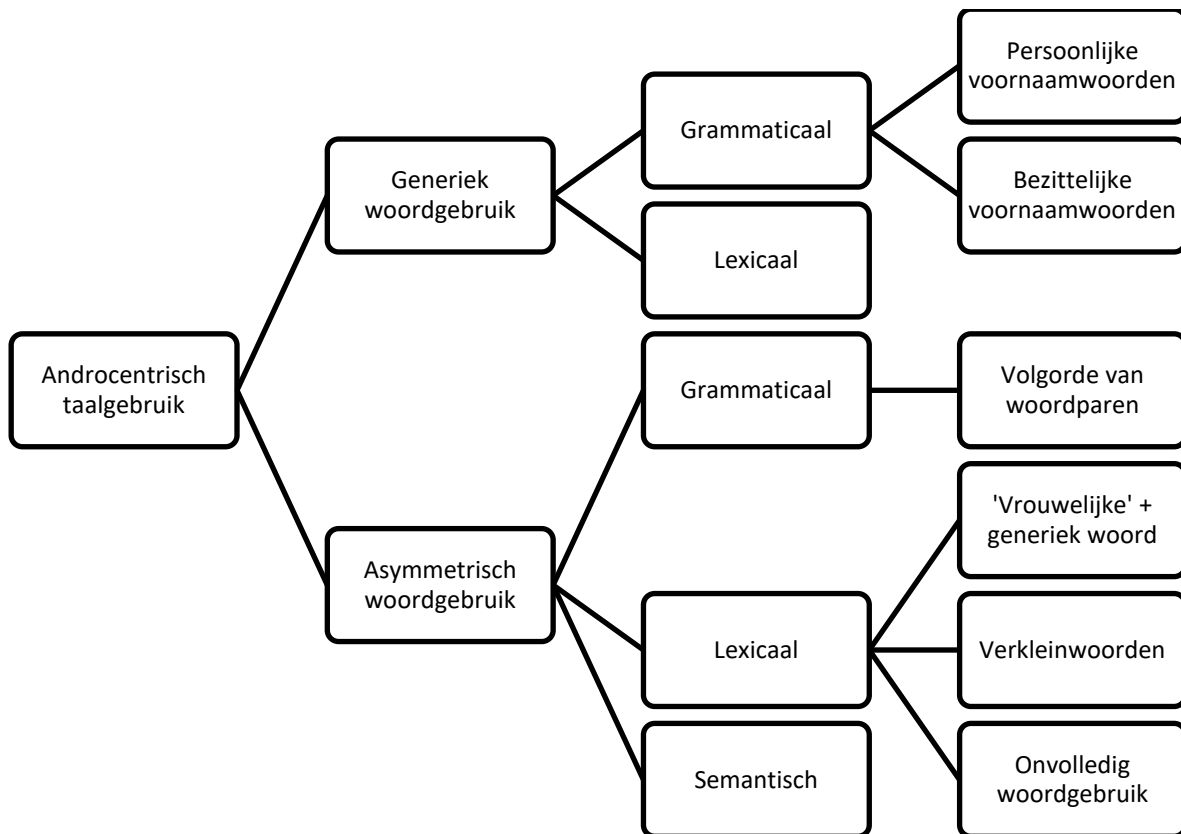 Persoonlijke
voornaamwoorden
Grammaticaal
Generiek
woordgebruik
Bezittelijke
voornaamwoorden
Lexicaal
Androcentrisch
taalgebruik
Grammaticaal
Volgorde van
woordparen
'Vrouwelijke' +
generiek woord
Asymmetrisch
woordgebruik
Lexicaal
Verkleinwoorden
Semantisch
Onvolledig
woordgebruik